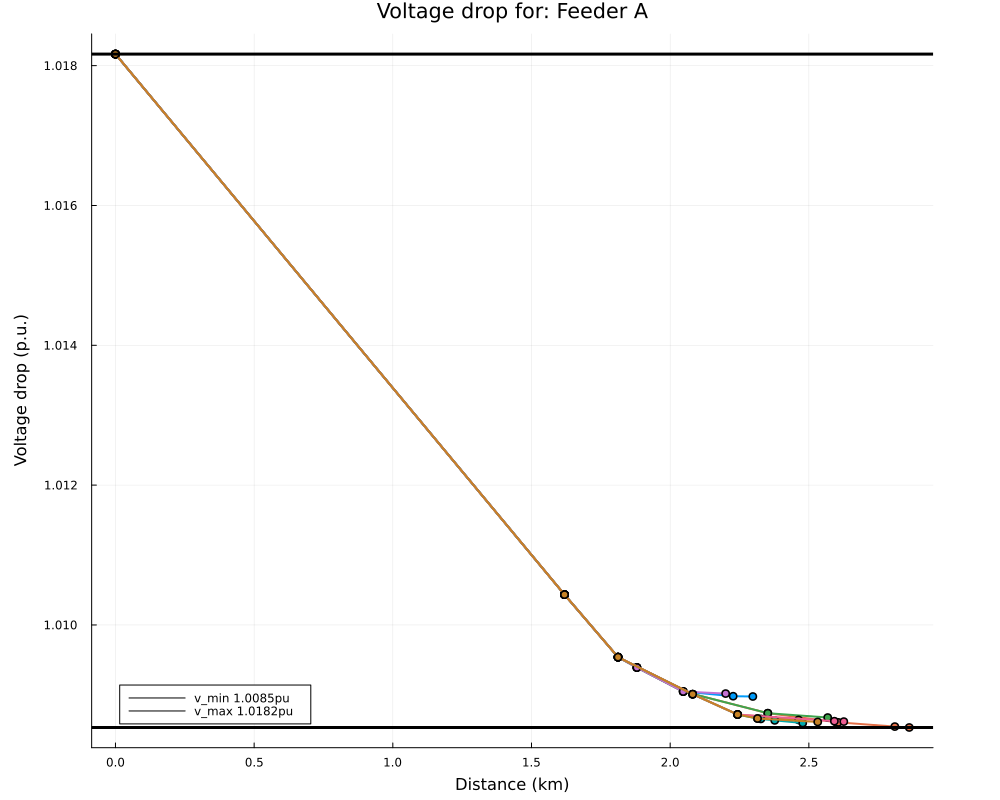 Voltage drop for: Feeder A
Voltage drop (p.u.)
1.018
1.016
1.014
1.012
1.010
v_min 1.0085pu
v_max 1.0182pu
0.0 0.5 1.0 1.5 2.0 2.5
Distance (km)